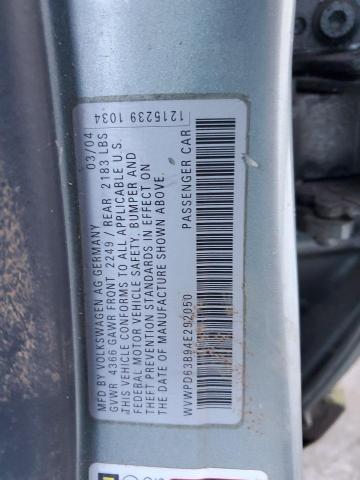 1215239 1034
MFD BY VOLKSWAGEN AG GERMANY 03/04
GVWR 4366 GAWR FRONT 2249 / REAR 2183 LBS
THIS VEHICLE CONFORMS TO ALL APPLICABLE U.S.
FEDERAL MOTOR VEHICLE SAFETY, BUMPER AND
THEFT PREVENTION STANDARDS IN EFFECT ON
THE DATE OF MANUFACTURE SHOWN ABOVE.
WVWPD63B94E292050 PASSENGER CAR